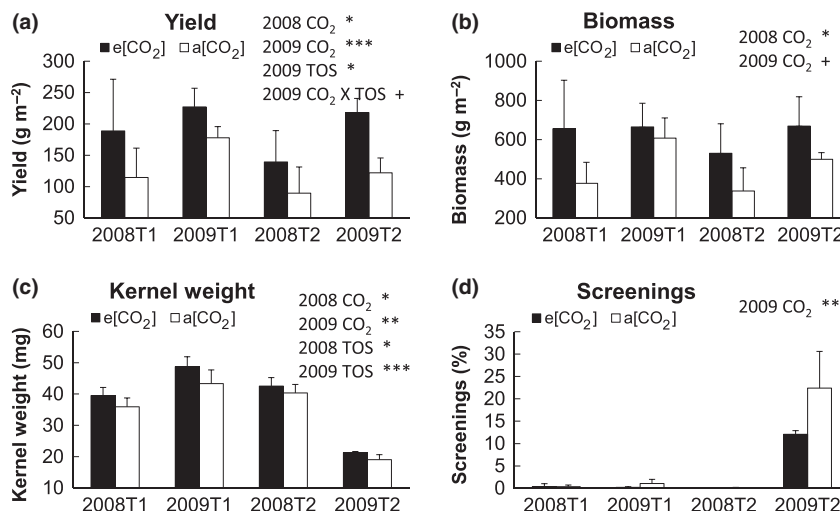 (a) Yield
2008 CO₂ *
2009 CO₂ ***
2009 TOS *
2009 CO₂ X TOS +
e[CO₂] a[CO₂]
Yield (g m⁻²)
300
250
200
150
100
50
2008T1 2009T1 2008T2 2009T2
(b) Biomass
2008 CO₂ *
2009 CO₂ +
e[CO₂] a[CO₂]
Biomass (g m⁻²)
1000
800
600
400
200
2008T1 2009T1 2008T2 2009T2
(c) Kernel weight
2008 CO₂ *
2009 CO₂ **
2008 TOS *
2009 TOS ***
e[CO₂] a[CO₂]
Kernel weight (mg)
60
50
40
30
20
10
2008T1 2009T1 2008T2 2009T2
(d) Screenings
2009 CO₂ **
e[CO₂] a[CO₂]
Screenings (%)
35
30
25
20
15
10
5
0
2008T1 2009T1 2008T2 2009T2